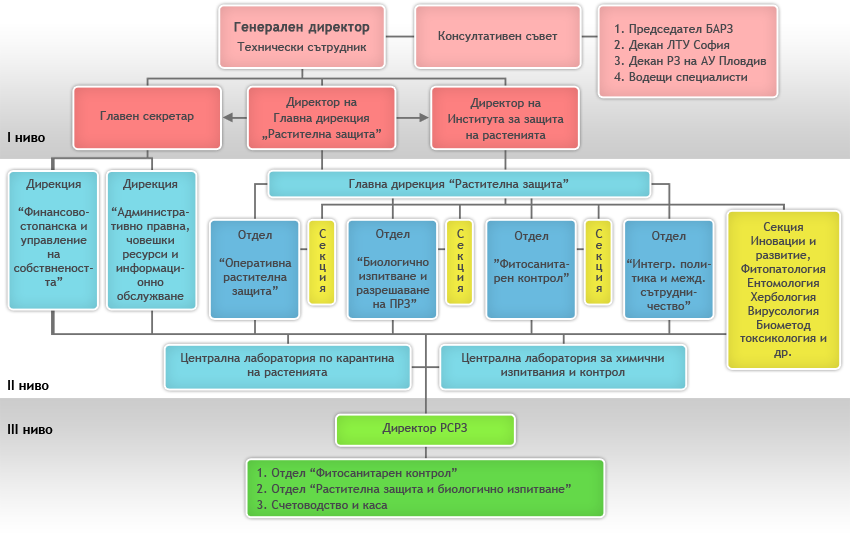 Генерален директор
Технически сътрудник
Консултативен съвет
1. Председател БАРЗ
2. Декан ЛТУ София
3. Декан РЗ на АУ Пловдив
4. Водещи специалисти
Главен секретар
Директор на
Главна дирекция
„Растителна защита”
Директор на
Института за защита
на растенията
I ниво
Дирекция
“Финансово-
стопанска и
управление
на
собственост-
та”
Дирекция
“Администра-
тивно правна,
човешки
ресурси и
информаци-
онно
обслужване
Главна дирекция “Растителна защита”
Отдел
“Оперативна
растителна
защита”
Секция
Отдел
“Биологично
изпитване и
разрешаване
на ПРЗ”
Секция
Отдел
”Фитосанита-
рен контрол”
Секция
Отдел
“Интегр. поли-
тика и межд.
сътрудни-
чество”
Секция
Иновации и
развитие,
Фитопатология
Ентомология
Хербология
Вирусология
Биометод
токсикология и
др.
Централна лаборатория по карантина
на растенията
Централна лаборатория за химични
изпитвания и контрол
II ниво
III ниво
Директор РСРЗ
1. Отдел “Фитосанитарен контрол”
2. Отдел “Растителна защита и биологично изпитване”
3. Счетоводство и каса